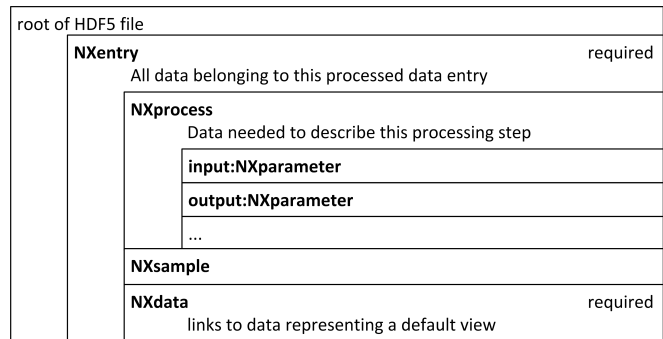 root of HDF5 file
NXentry required
All data belonging to this processed data entry
NXprocess
Data needed to describe this processing step
input:NXparameter
output:NXparameter
...
NXsample
NXdata required
links to data representing a default view